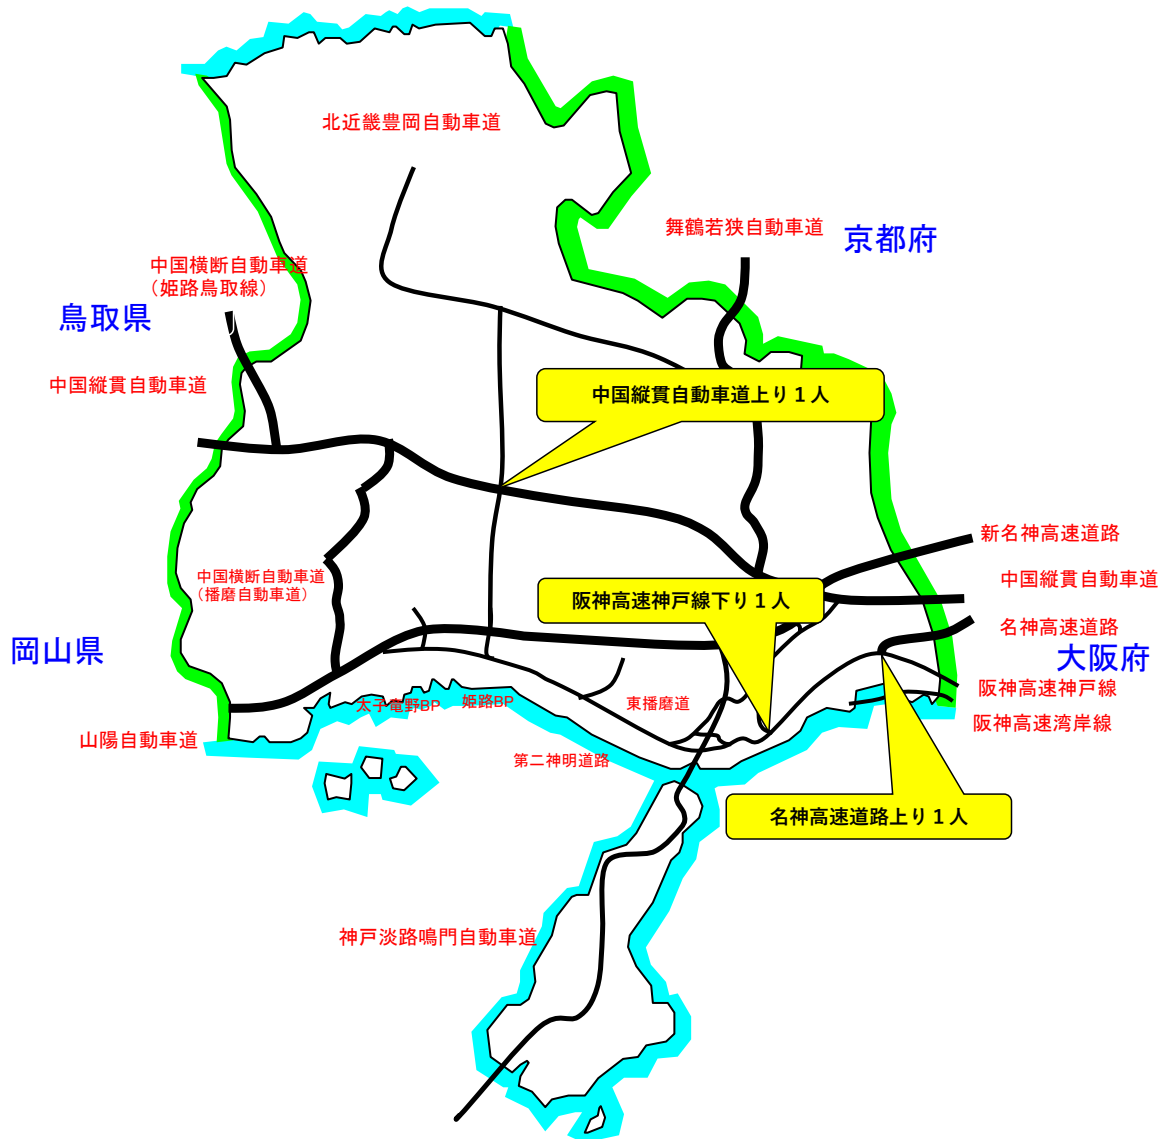 北近畿豊岡自動車道
舞鶴若狭自動車道
京都府
中国横断自動車道
（姫路鳥取線）
鳥取県
中国縦貫自動車道
中国縦貫自動車道上り１人
新名神高速道路
中国横断自動車道
（播磨自動車道）
中国縦貫自動車道
阪神高速神戸線下り１人
名神高速道路
岡山県
大阪府
阪神高速神戸線
太子竜野BP
姫路BP
東播磨道
阪神高速湾岸線
山陽自動車道
第二神明道路
名神高速道路上り１人
神戸淡路鳴門自動車道